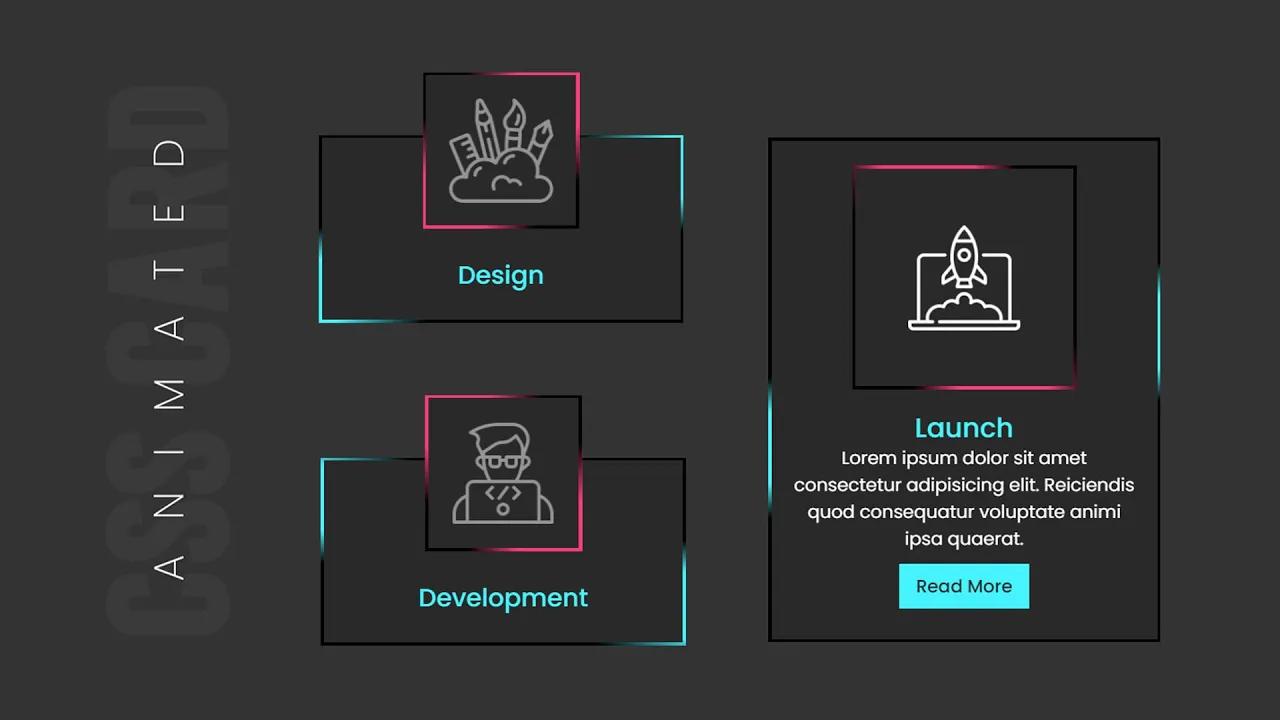 CSS CARD
ANIMATED
Design
Development
</>
Launch
Lorem ipsum dolor sit amet
consectetur adipisicing elit. Reiciendis
quod consequatur voluptate animi
ipsa quaerat.
Read More